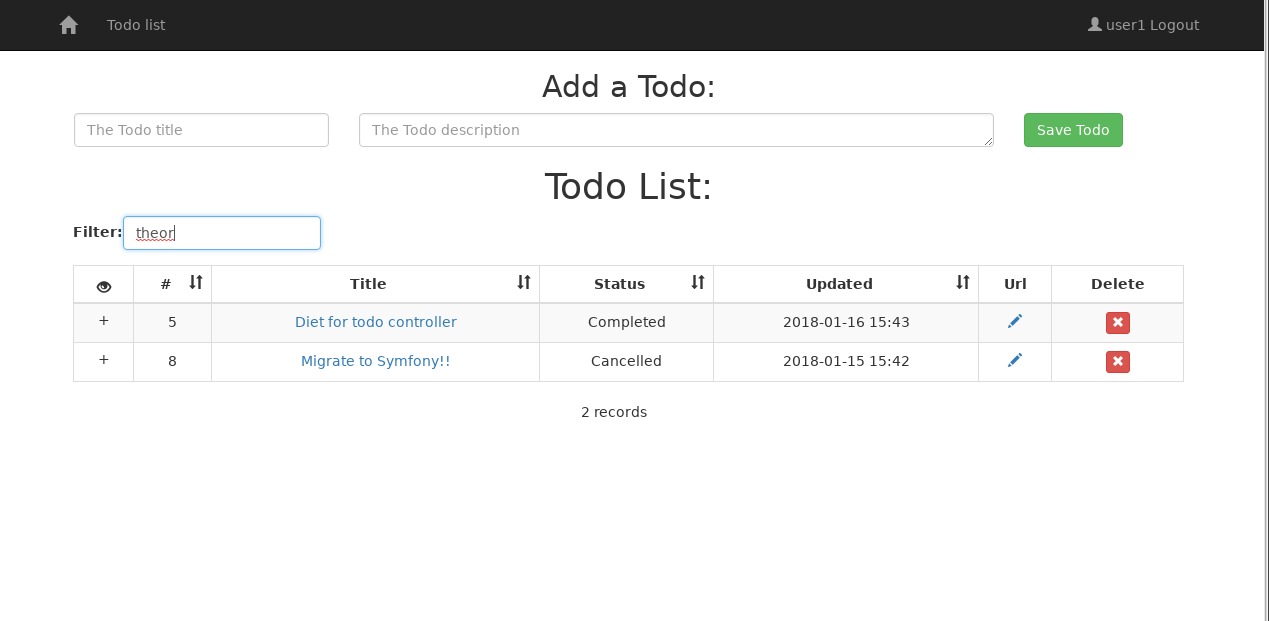 Todo list
user1 Logout
Add a Todo:
The Todo title
The Todo description
Save Todo
Todo List:
Filter:
theor
# Title Status Updated Url Delete
+ 5 Diet for todo controller Completed 2018-01-16 15:43
+ 8 Migrate to Symfony!! Cancelled 2018-01-15 15:42
2 records